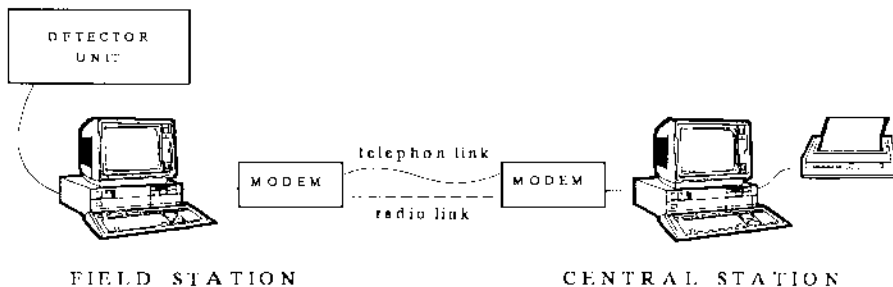 DETECTOR
UNIT
telephon link
MODEM
MODEM
radio link
FIELD STATION
CENTRAL STATION